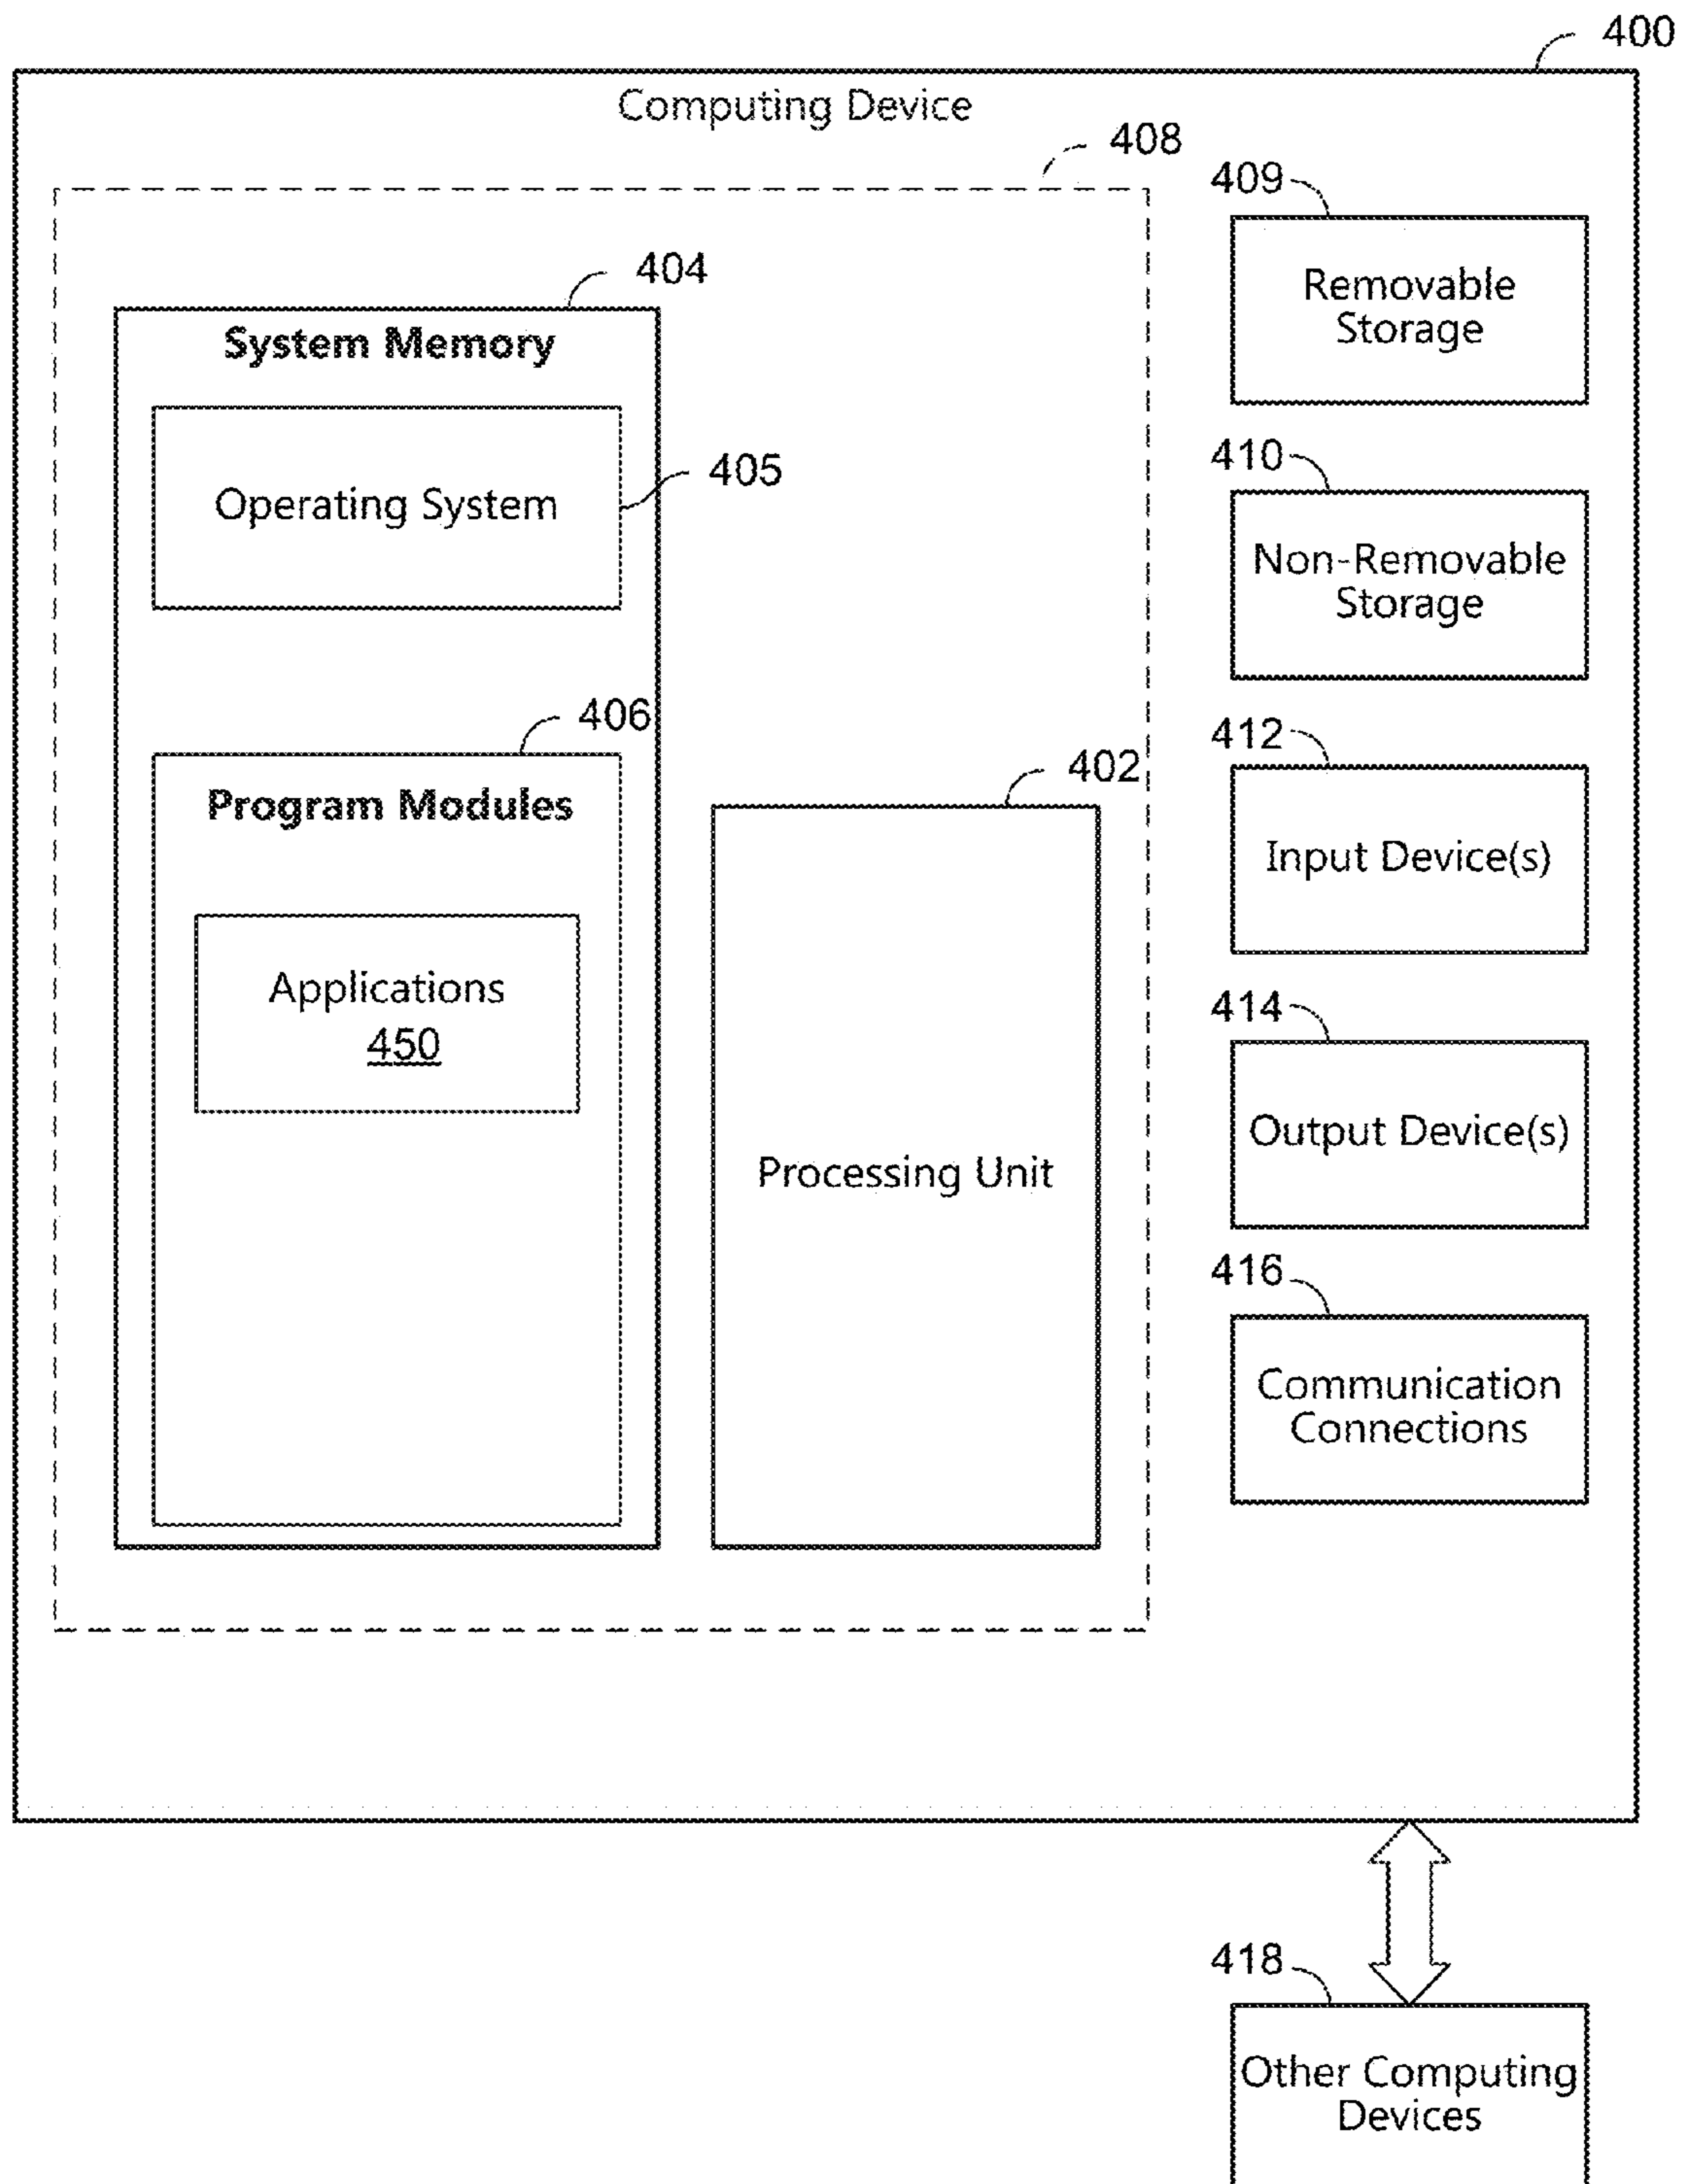 400
Computing Device
408
409
Removable
Storage
404
System Memory
Operating System
405
410
Non-Removable
Storage
406
Program Modules
Applications
450
402
Processing Unit
412
Input Device(s)
414
Output Device(s)
416
Communication
Connections
418
Other Computing
Devices